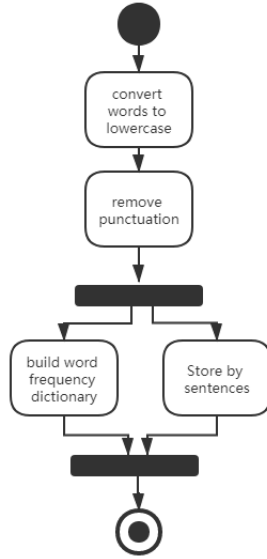 convert
words to
lowercase
remove
punctuation
build word
frequency
dictionary
Store by
sentences